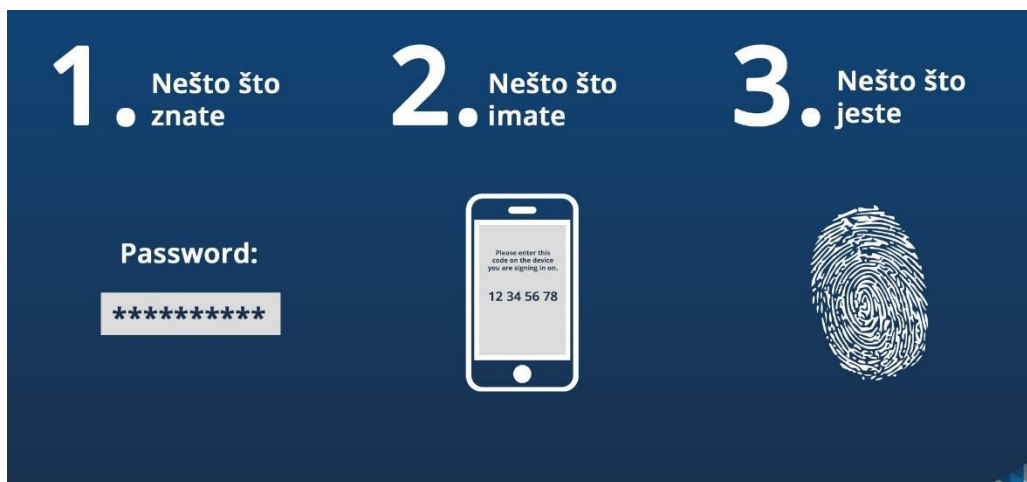 1. Nešto što
znate
2. Nešto što
imate
3. Nešto što
jeste
Password:
**********
Please enter this
code on the device
you are signing in on.
12 34 56 78